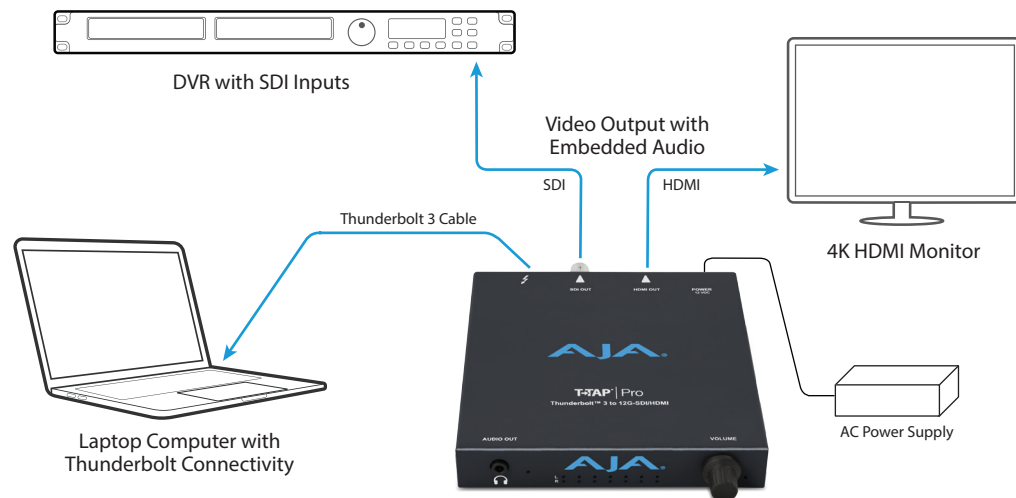 DVR with SDI Inputs
Video Output with
Embedded Audio
SDI
HDMI
Thunderbolt 3 Cable
4K HDMI Monitor
SDI OUT
HDMI OUT
POWER
12 VDC
AJA
T-TAP | Pro
Thunderbolt™ 3 to 12G-SDI/HDMI
AC Power Supply
Laptop Computer with
Thunderbolt Connectivity
AUDIO OUT
VOLUME
AJA
L
R